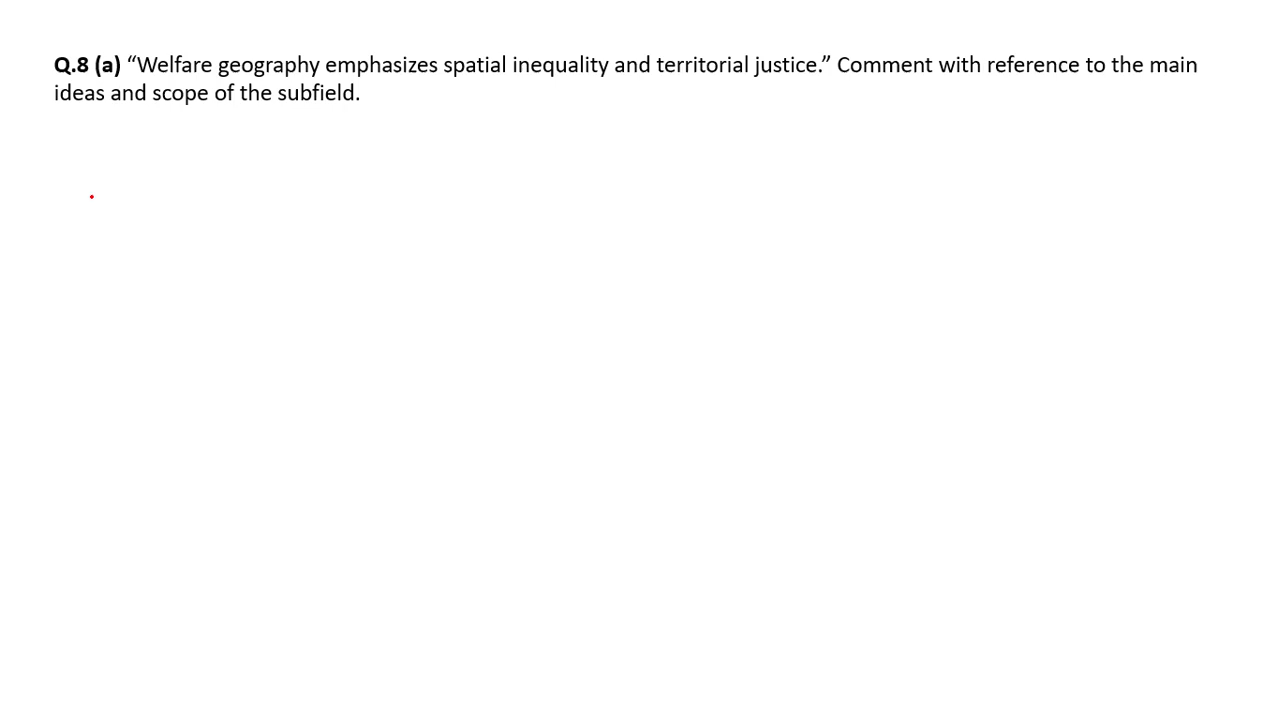 Q.8 (a) “Welfare geography emphasizes spatial inequality and territorial justice.” Comment with reference to the main
ideas and scope of the subfield.